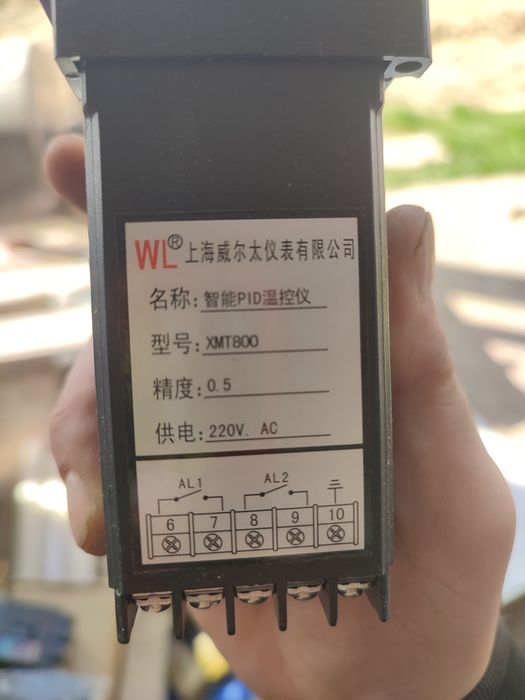 WL® 上海威尔太仪表有限公司
名称: 智能PID温控仪
型号: XMT800
精度: 0.5
供电: 220V. AC
AL1 AL2
6 7 8 9 10